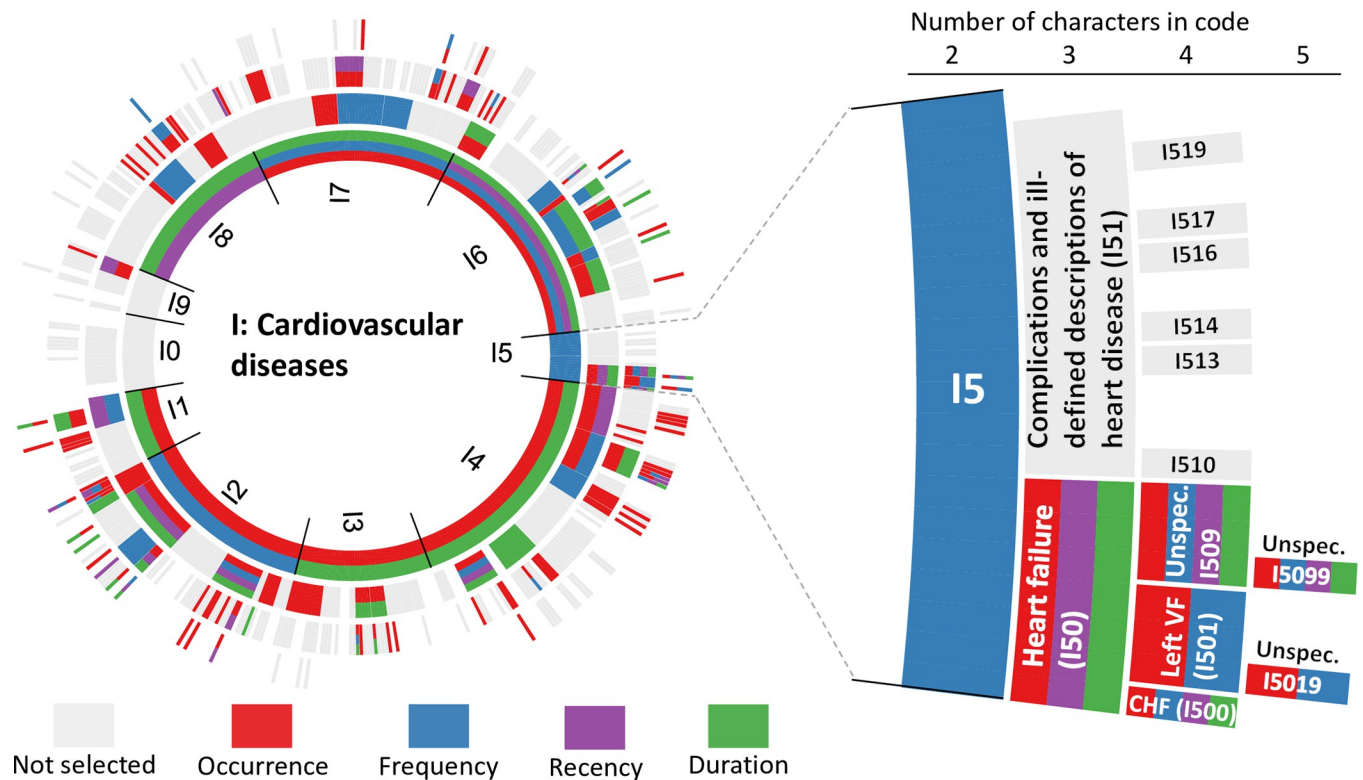 Number of characters in code
2 3 4 5
I7
I8
I6
I9
I: Cardiovascular
diseases
I0
I5
I1
I4
I2
I3
I5
Complications and ill-
defined descriptions of
heart disease (I51)
I519
I517
I516
I514
I513
I510
Heart failure
(I50)
Unspec.
I509
Unspec.
I5099
Left VF
(I501)
Unspec.
I5019
CHF (I500)
Not selected
Occurrence
Frequency
Recency
Duration